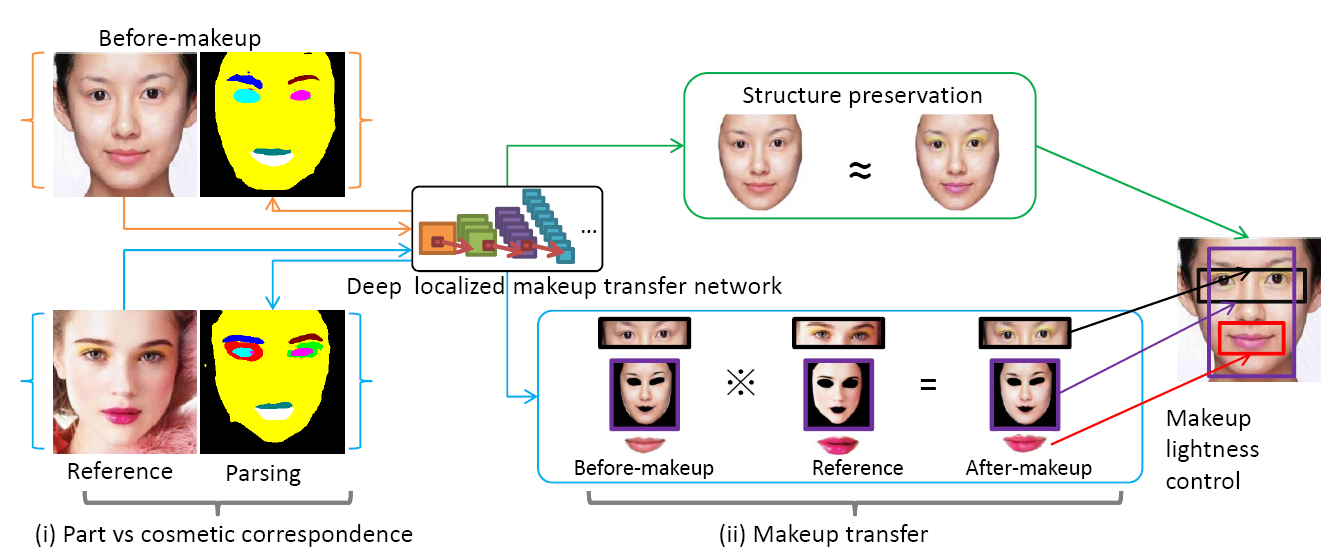 Before-makeup
Structure preservation
≈
...
Deep localized makeup transfer network
※
=
Before-makeup
Reference
After-makeup
Reference
Parsing
Makeup
lightness
control
(i) Part vs cosmetic correspondence
(ii) Makeup transfer